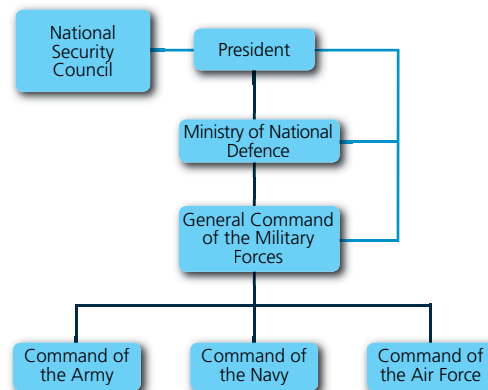 National
Security
Council
President
Ministry of National
Defence
General Command
of the Military
Forces
Command of
the Army
Command of
the Navy
Command of
the Air Force